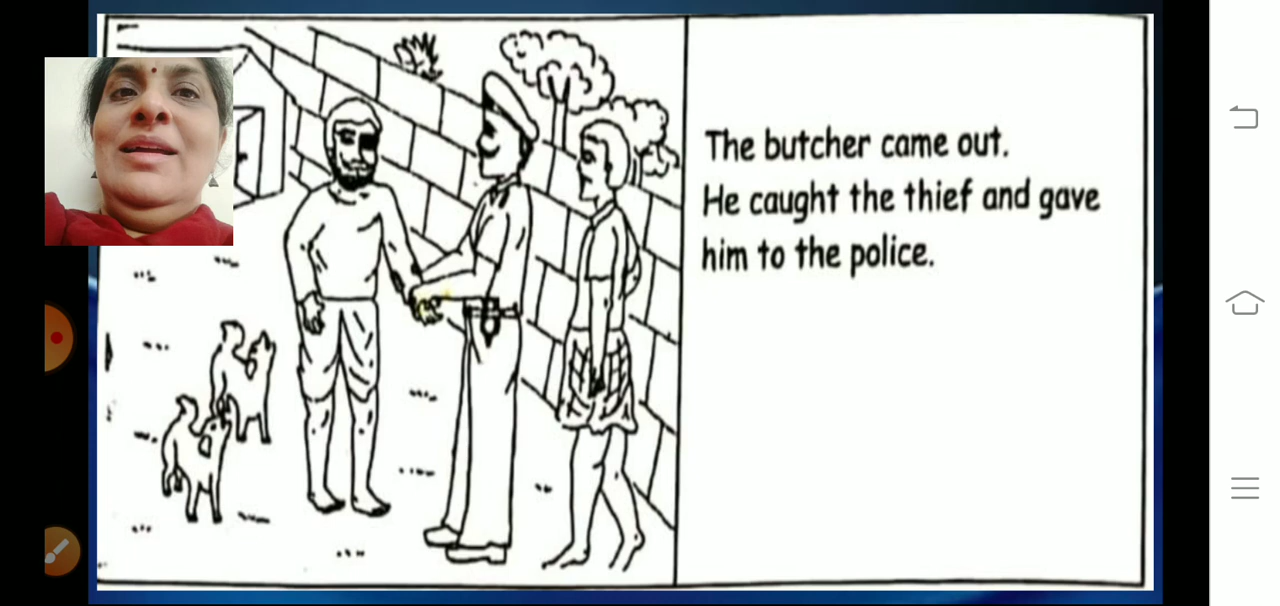 The butcher came out.
He caught the thief and gave
him to the police.